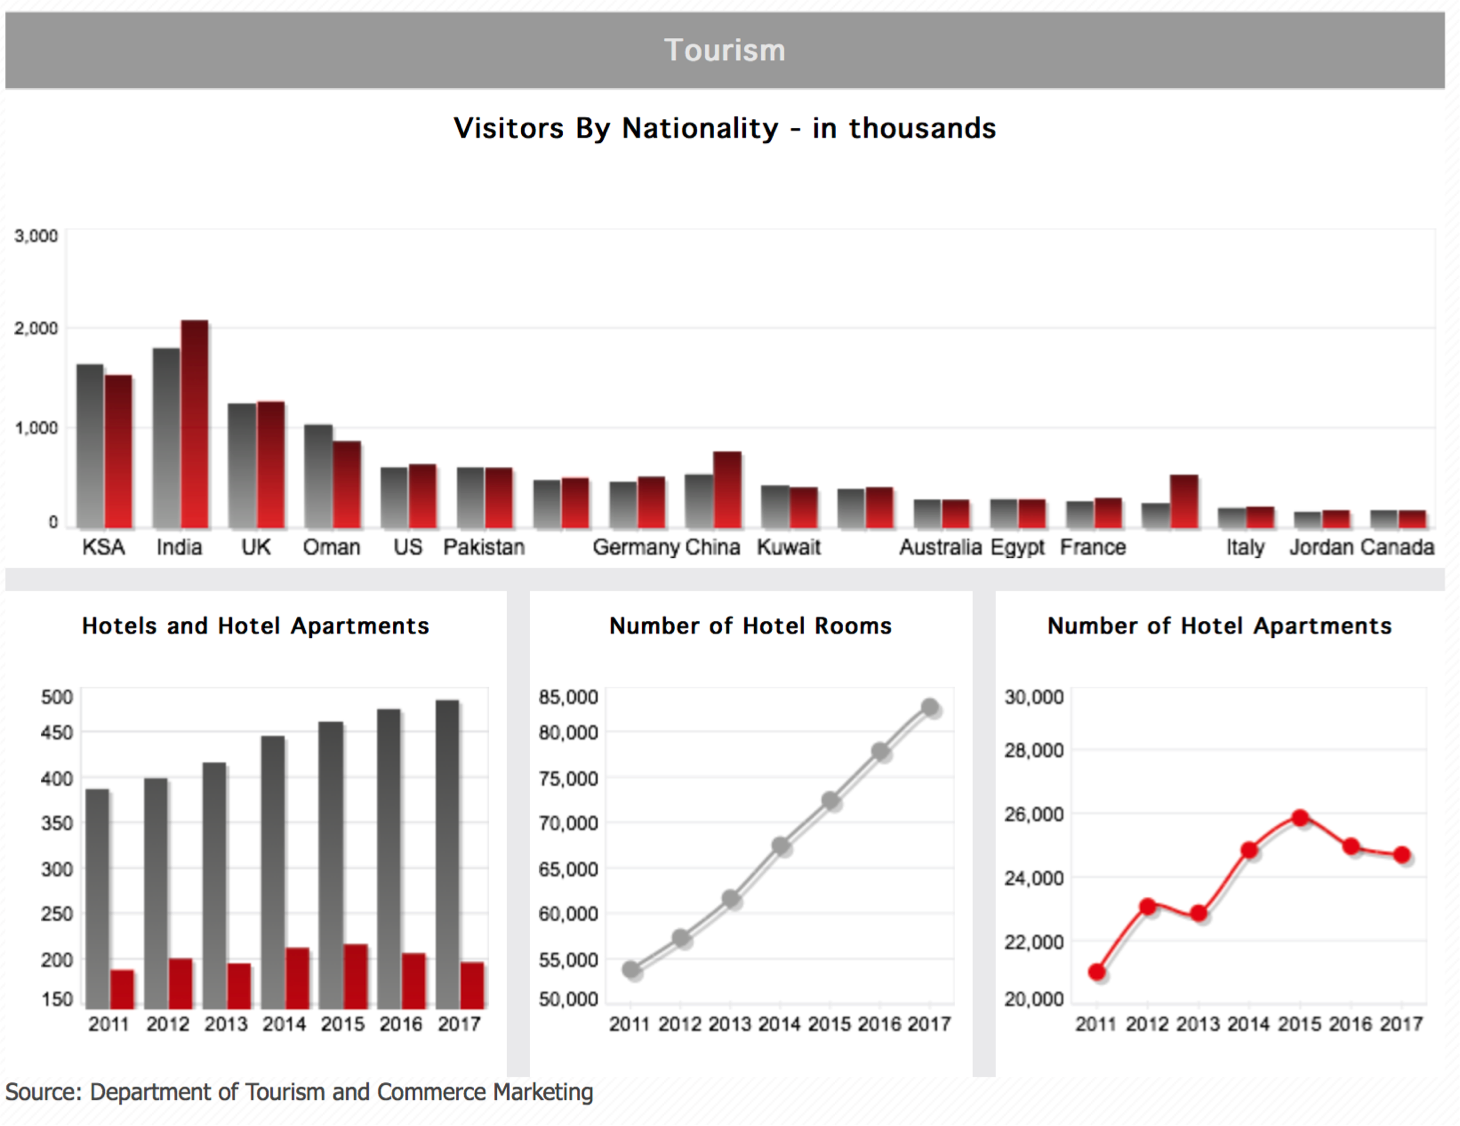 Tourism
Visitors By Nationality - in thousands
3,000
2,000
1,000
0
KSA India UK Oman US Pakistan Germany China Kuwait Australia Egypt France Italy Jordan Canada
Hotels and Hotel Apartments
500
450
400
350
300
250
200
150
2011 2012 2013 2014 2015 2016 2017
Number of Hotel Rooms
85,000
80,000
75,000
70,000
65,000
60,000
55,000
50,000
2011 2012 2013 2014 2015 2016 2017
Number of Hotel Apartments
30,000
28,000
26,000
24,000
22,000
20,000
2011 2012 2013 2014 2015 2016 2017
Source: Department of Tourism and Commerce Marketing